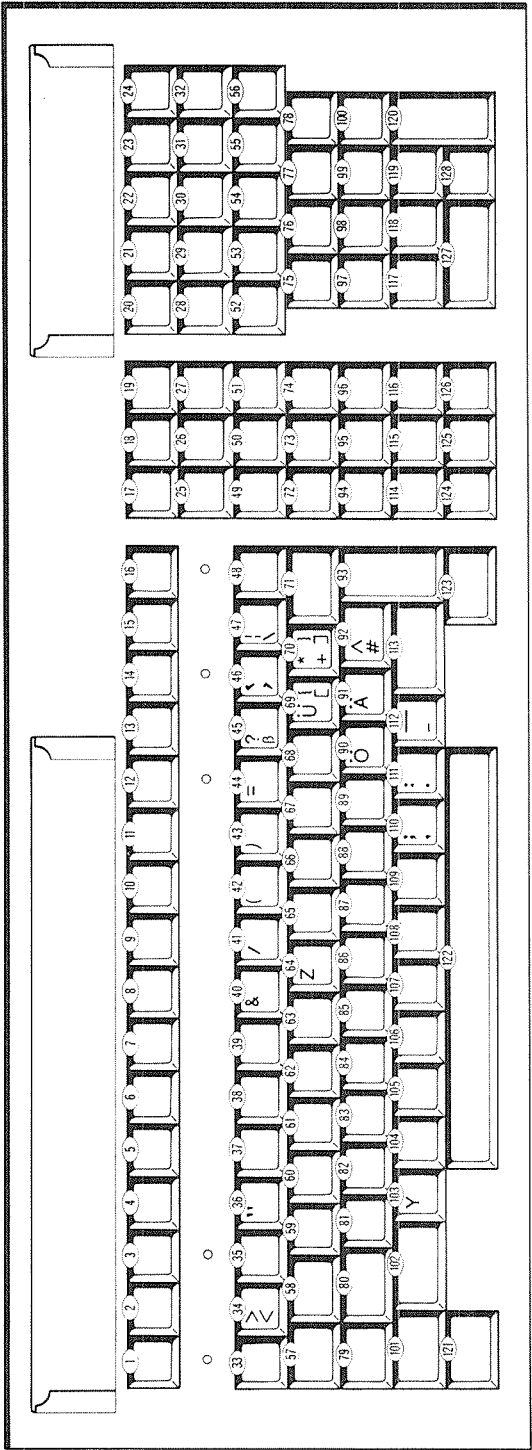 1 2 3 4 5 6 7 8 9 10 11 12 13 14 15 16 17 18 19 20 21 22 23 24
25 26 27 28 29 30 31 32
33 34 35 36 37 38 39 40 41 42 43 44 45 46 47 48 49 50 51 52 53 54 55 56
> " & / ( ) = ? ` ¦
< ß ´ \
57 58 59 60 61 62 63 64 65 66 67 68 69 70 71 72 73 74 75 76 77 78
Z Ü { * }
[ + ]
79 80 81 82 83 84 85 86 87 88 89 90 91 92 93 94 95 96 97 98 99 100
Ö Ä ^
#
101 102 103 104 105 106 107 108 109 110 111 112 113 114 115 116 117 118 119 120
Y ; : _
, . -
121 122 123 124 125 126 127 128